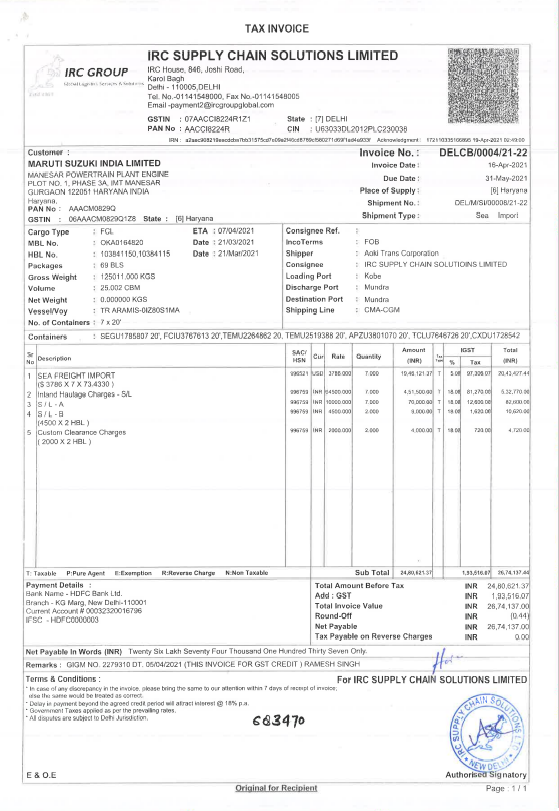 TAX INVOICE
IRC GROUP
Global Logistics Services & Solutions
IRC SUPPLY CHAIN SOLUTIONS LIMITED
IRC House, 846, Joshi Road,
Karol Bagh
Delhi - 110005, DELHI
Tel. No.-01141548000, Fax No.-01141548005
Email -payment2@ircgroupglobal.com
GSTIN : 07AACCI8224R1Z1 State : [7] DELHI
PAN No : AACCI8224R CIN : U63033DL2012PLC230038
IRN : Acknowledgment : 19-Apr-2021 02:49:00
Customer : Invoice No. : DELCB/0004/21-22
MARUTI SUZUKI INDIA LIMITED Invoice Date : 16-Apr-2021
MANESAR POWERTRAIN PLANT ENGINE
PLOT NO. 1, PHASE 3A, IMT MANESAR Due Date : 31-May-2021
GURGAON 122051 HARYANA INDIA Place of Supply : [6] Haryana
Haryana,
PAN No : AAACM0829Q Shipment No. : DEL/MSI/00008/21-22
GSTIN : 06AAACM0829Q1Z8 State : [6] Haryana Shipment Type : Sea Import
Cargo Type : FCL ETA : 07/04/2021 Consignee Ref. :
MBL No. : OKA0164820 Date : 21/03/2021 IncoTerms : FOB
HBL No. : 103841150,10384115 Date : 21/Mar/2021 Shipper : Aoki Trans Corporation
Packages : 69 BLS Consignee : IRC SUPPLY CHAIN SOLUTIOINS LIMITED
Gross Weight : 125011.000 KGS Loading Port : Kobe
Volume : 25.002 CBM Discharge Port : Mundra
Net Weight : 0.000000 KGS Destination Port : Mundra
Vessel/Voy : TR ARAMIS-0IZ80S1MA Shipping Line : CMA-CGM
No. of Containers : 7 x 20'
Containers : SEGU1795807 20', FCIU3767613 20',TEMU2264862 20, TEMU2519388 20', APZU3801070 20', TCLU7646726 20',CXDU1728542
Sr No Description SAC/ HSN Cur Rate Quantity Amount (INR) IGST % Tax Total (INR)
1 SEA FREIGHT IMPORT 996521 USD 3786.000 7.000 19,46,121.37 T 5.00 97,306.07 20,43,427.44
($ 3786 X 7 X 73.4330 )
2 Inland Haulage Charges - 5/L 996759 INR 64500.000 7.000 4,51,500.00 T 18.00 81,270.00 5,32,770.00
3 S / L - A 996759 INR 10000.000 7.000 70,000.00 T 18.00 12,600.00 82,600.00
4 S / L - B 996759 INR 4500.000 2.000 9,000.00 T 18.00 1,620.00 10,620.00
(4500 X 2 HBL )
5 Custom Clearance Charges 996759 INR 2000.000 2.000 4,000.00 T 18.00 720.00 4,720.00
( 2000 X 2 HBL )
T: Taxable P:Pure Agent E:Exemption R:Reverse Charge N:Non Taxable Sub Total 24,80,621.37 1,93,516.07 26,74,137.44
Payment Details : Total Amount Before Tax INR 24,80,621.37
Bank Name - HDFC Bank Ltd. Add : GST INR 1,93,516.07
Branch - KG Marg, New Delhi-110001 Total Invoice Value INR 26,74,137.00
Current Account # 00032320016796 Round-Off INR (0.44)
IFSC - HDFC0000003 Net Payable INR 26,74,137.00
Tax Payable on Reverse Charges INR 0.00
Net Payable In Words (INR) Twenty Six Lakh Seventy Four Thousand One Hundred Thirty Seven Only.
Remarks : GIGM NO. 2279310 DT. 05/04/2021 (THIS INVOICE FOR GST CREDIT ) RAMESH SINGH
Terms & Conditions : For IRC SUPPLY CHAIN SOLUTIONS LIMITED
* In case of any discrepancy in the invoice, please bring the same to our attention within 7 days of receipt of invoice;
else the same would be treated as correct.
* Delay in payment beyond the agreed credit period will attract interest @ 18% p.a.
* Government Taxes applied as per the prevailing rates.
* All disputes are subject to Delhi Jurisdiction.
IRC SUPPLY CHAIN SOLUTIONS LTD.
NEW DELHI
E & O.E Authorised Signatory
Original for Recipient Page : 1 / 1